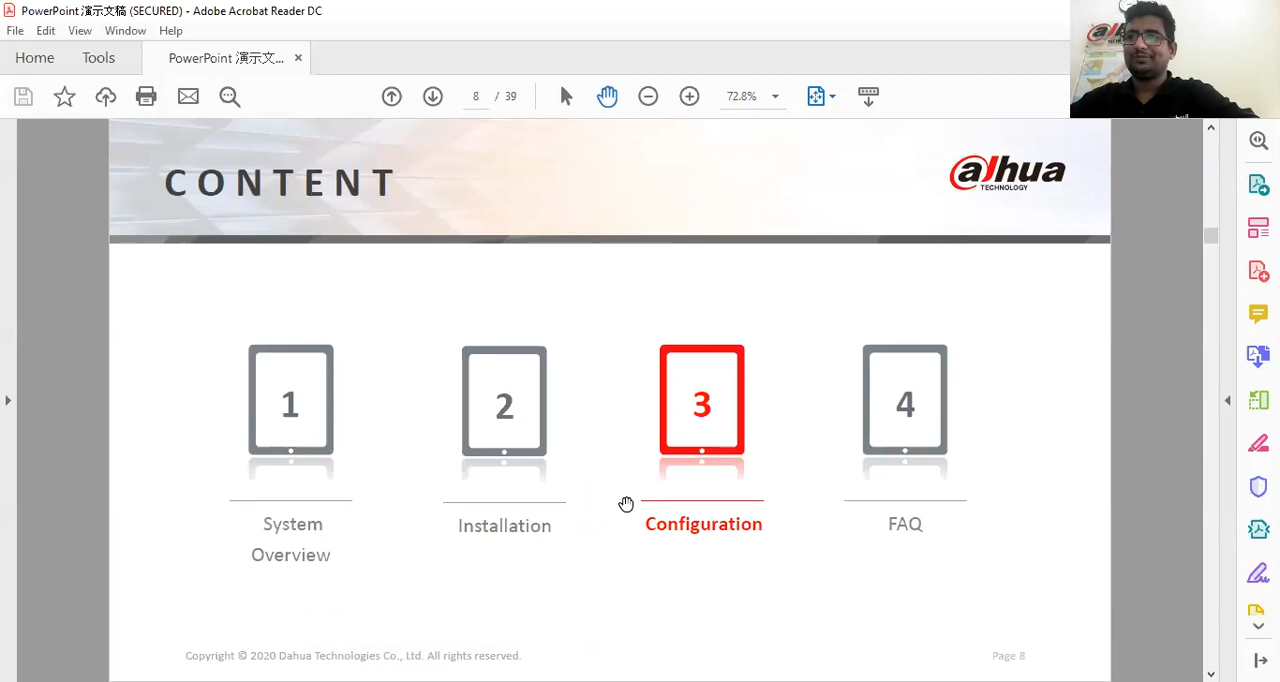 PowerPoint 演示文稿 (SECURED) - Adobe Acrobat Reader DC
File Edit View Window Help
Home Tools PowerPoint 演示文... ×
8 / 39 72.8%
CONTENT
alhua
TECHNOLOGY
1 2 3 4
System Overview
Installation
Configuration
FAQ
Copyright © 2020 Dahua Technologies Co., Ltd. All rights reserved.
Page 8